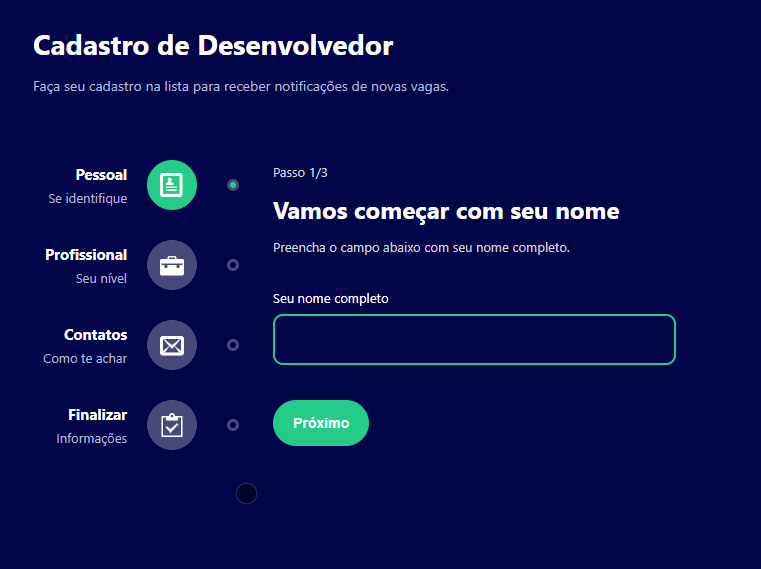 Cadastro de Desenvolvedor
Faça seu cadastro na lista para receber notificações de novas vagas.
Pessoal
Se identifique
Profissional
Seu nível
Contatos
Como te achar
Finalizar
Informações
Passo 1/3
Vamos começar com seu nome
Preencha o campo abaixo com seu nome completo.
Seu nome completo
Próximo